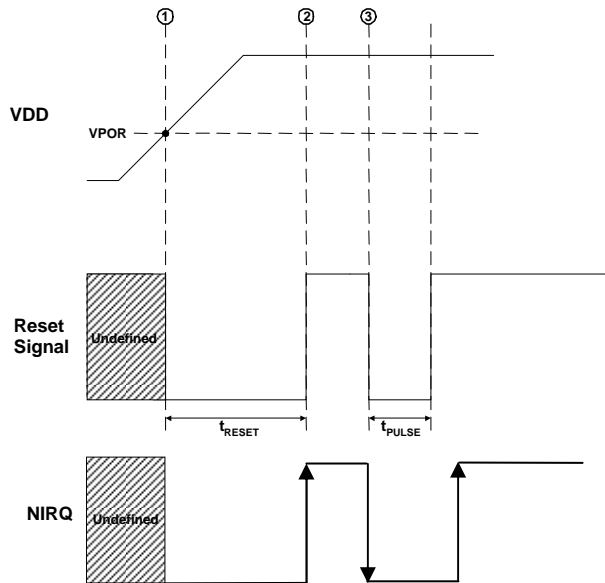 1 2 3
VDD
VPOR
Reset
Signal
Undefined
tRESET tPULSE
NIRQ
Undefined